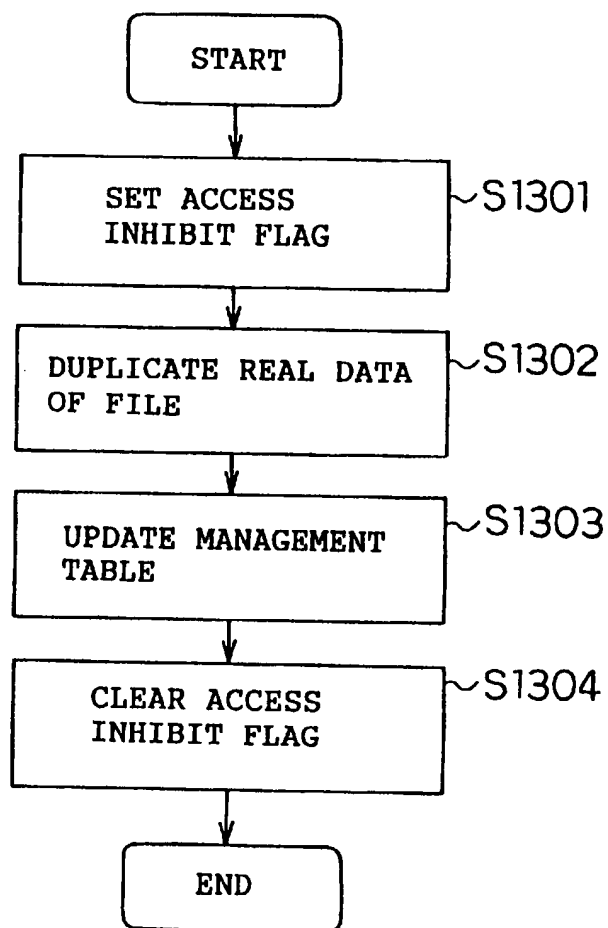 START
SET ACCESS
INHIBIT FLAG
S1301
DUPLICATE REAL DATA
OF FILE
S1302
UPDATE MANAGEMENT
TABLE
S1303
CLEAR ACCESS
INHIBIT FLAG
S1304
END